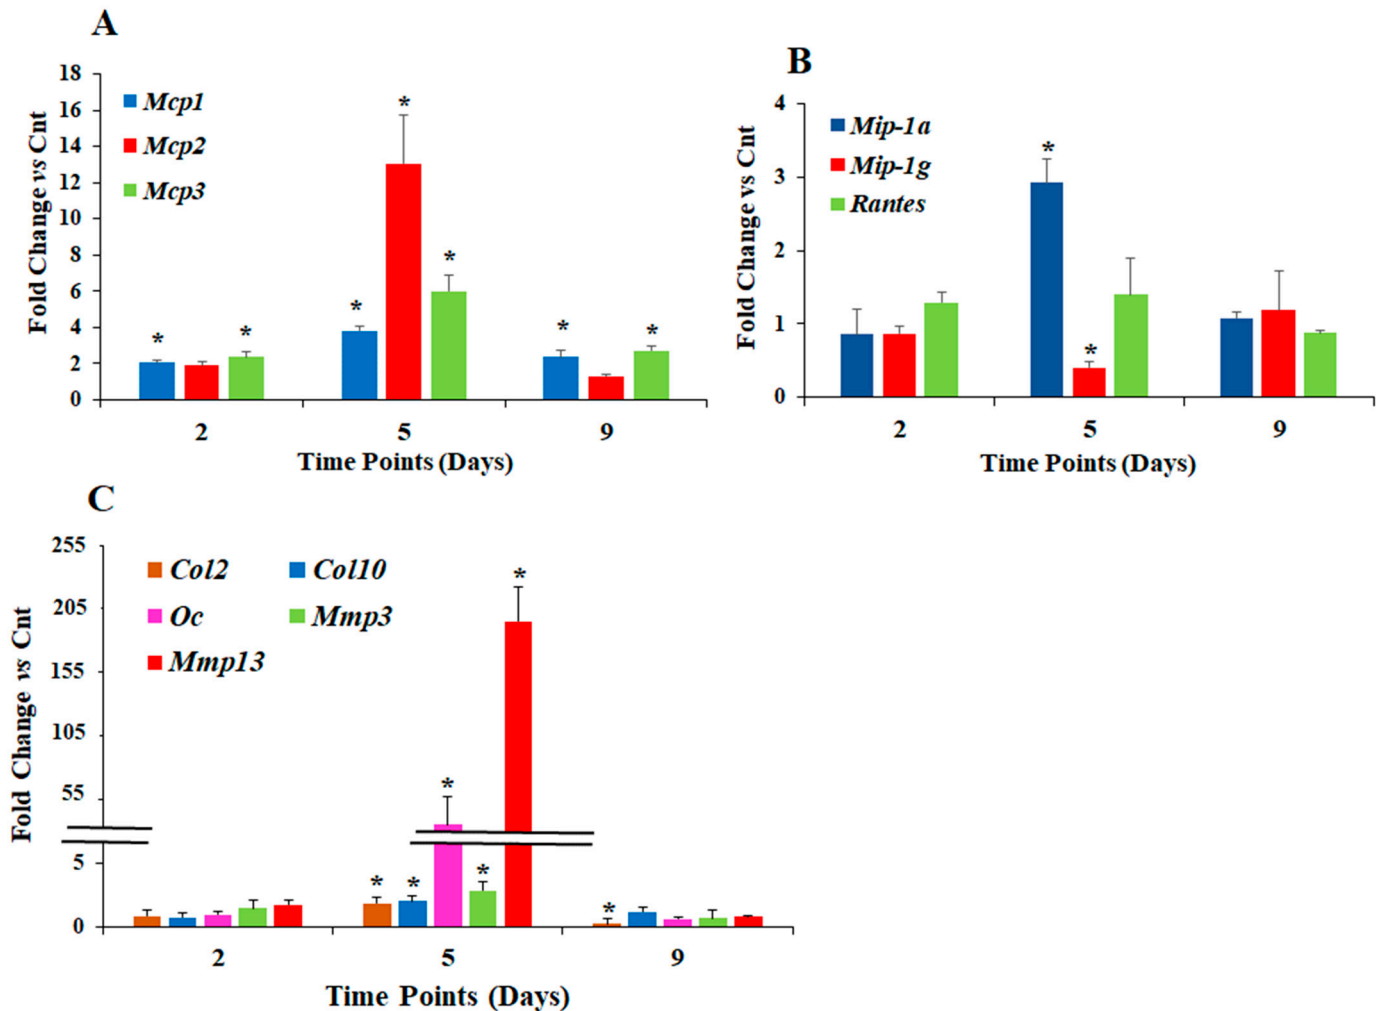 A
Fold Change vs Cnt
18
16
14
12
10
8
6
4
2
0
Mcp1
Mcp2
Mcp3
*
*
*
*
*
*
*
2 5 9
Time Points (Days)
B
Fold Change vs Cnt
4
3
2
1
0
Mip-1a
Mip-1g
Rantes
*
*
2 5 9
Time Points (Days)
C
Fold Change vs Cnt
255
205
155
105
55
5
0
Col2 Col10
Oc Mmp3
Mmp13
*
*
*
*
*
*
2 5 9
Time Points (Days)